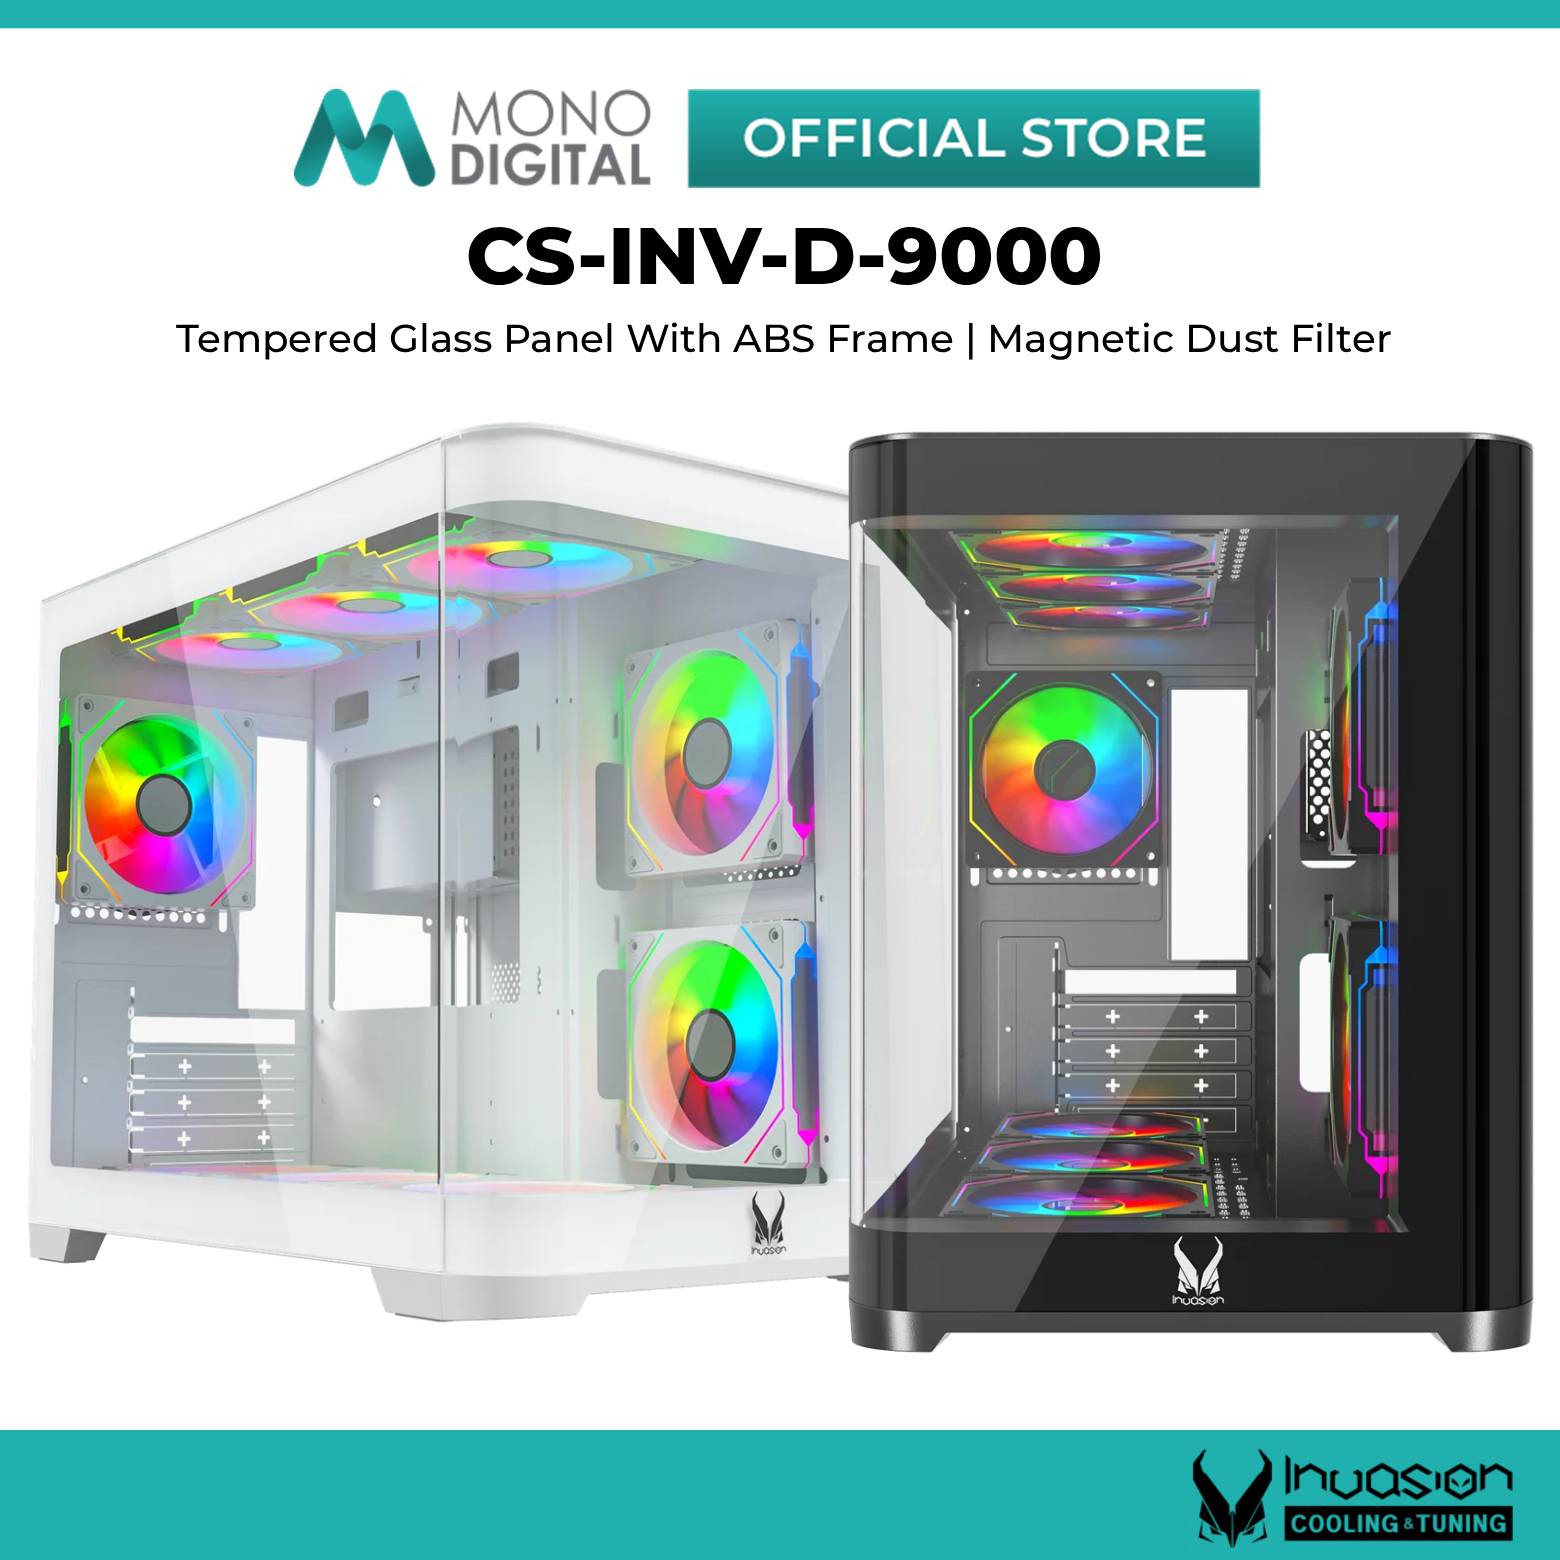 MONO
DIGITAL
OFFICIAL STORE
CS-INV-D-9000
Tempered Glass Panel With ABS Frame | Magnetic Dust Filter
Invasion
Invasion
Invasion
COOLING & TUNING